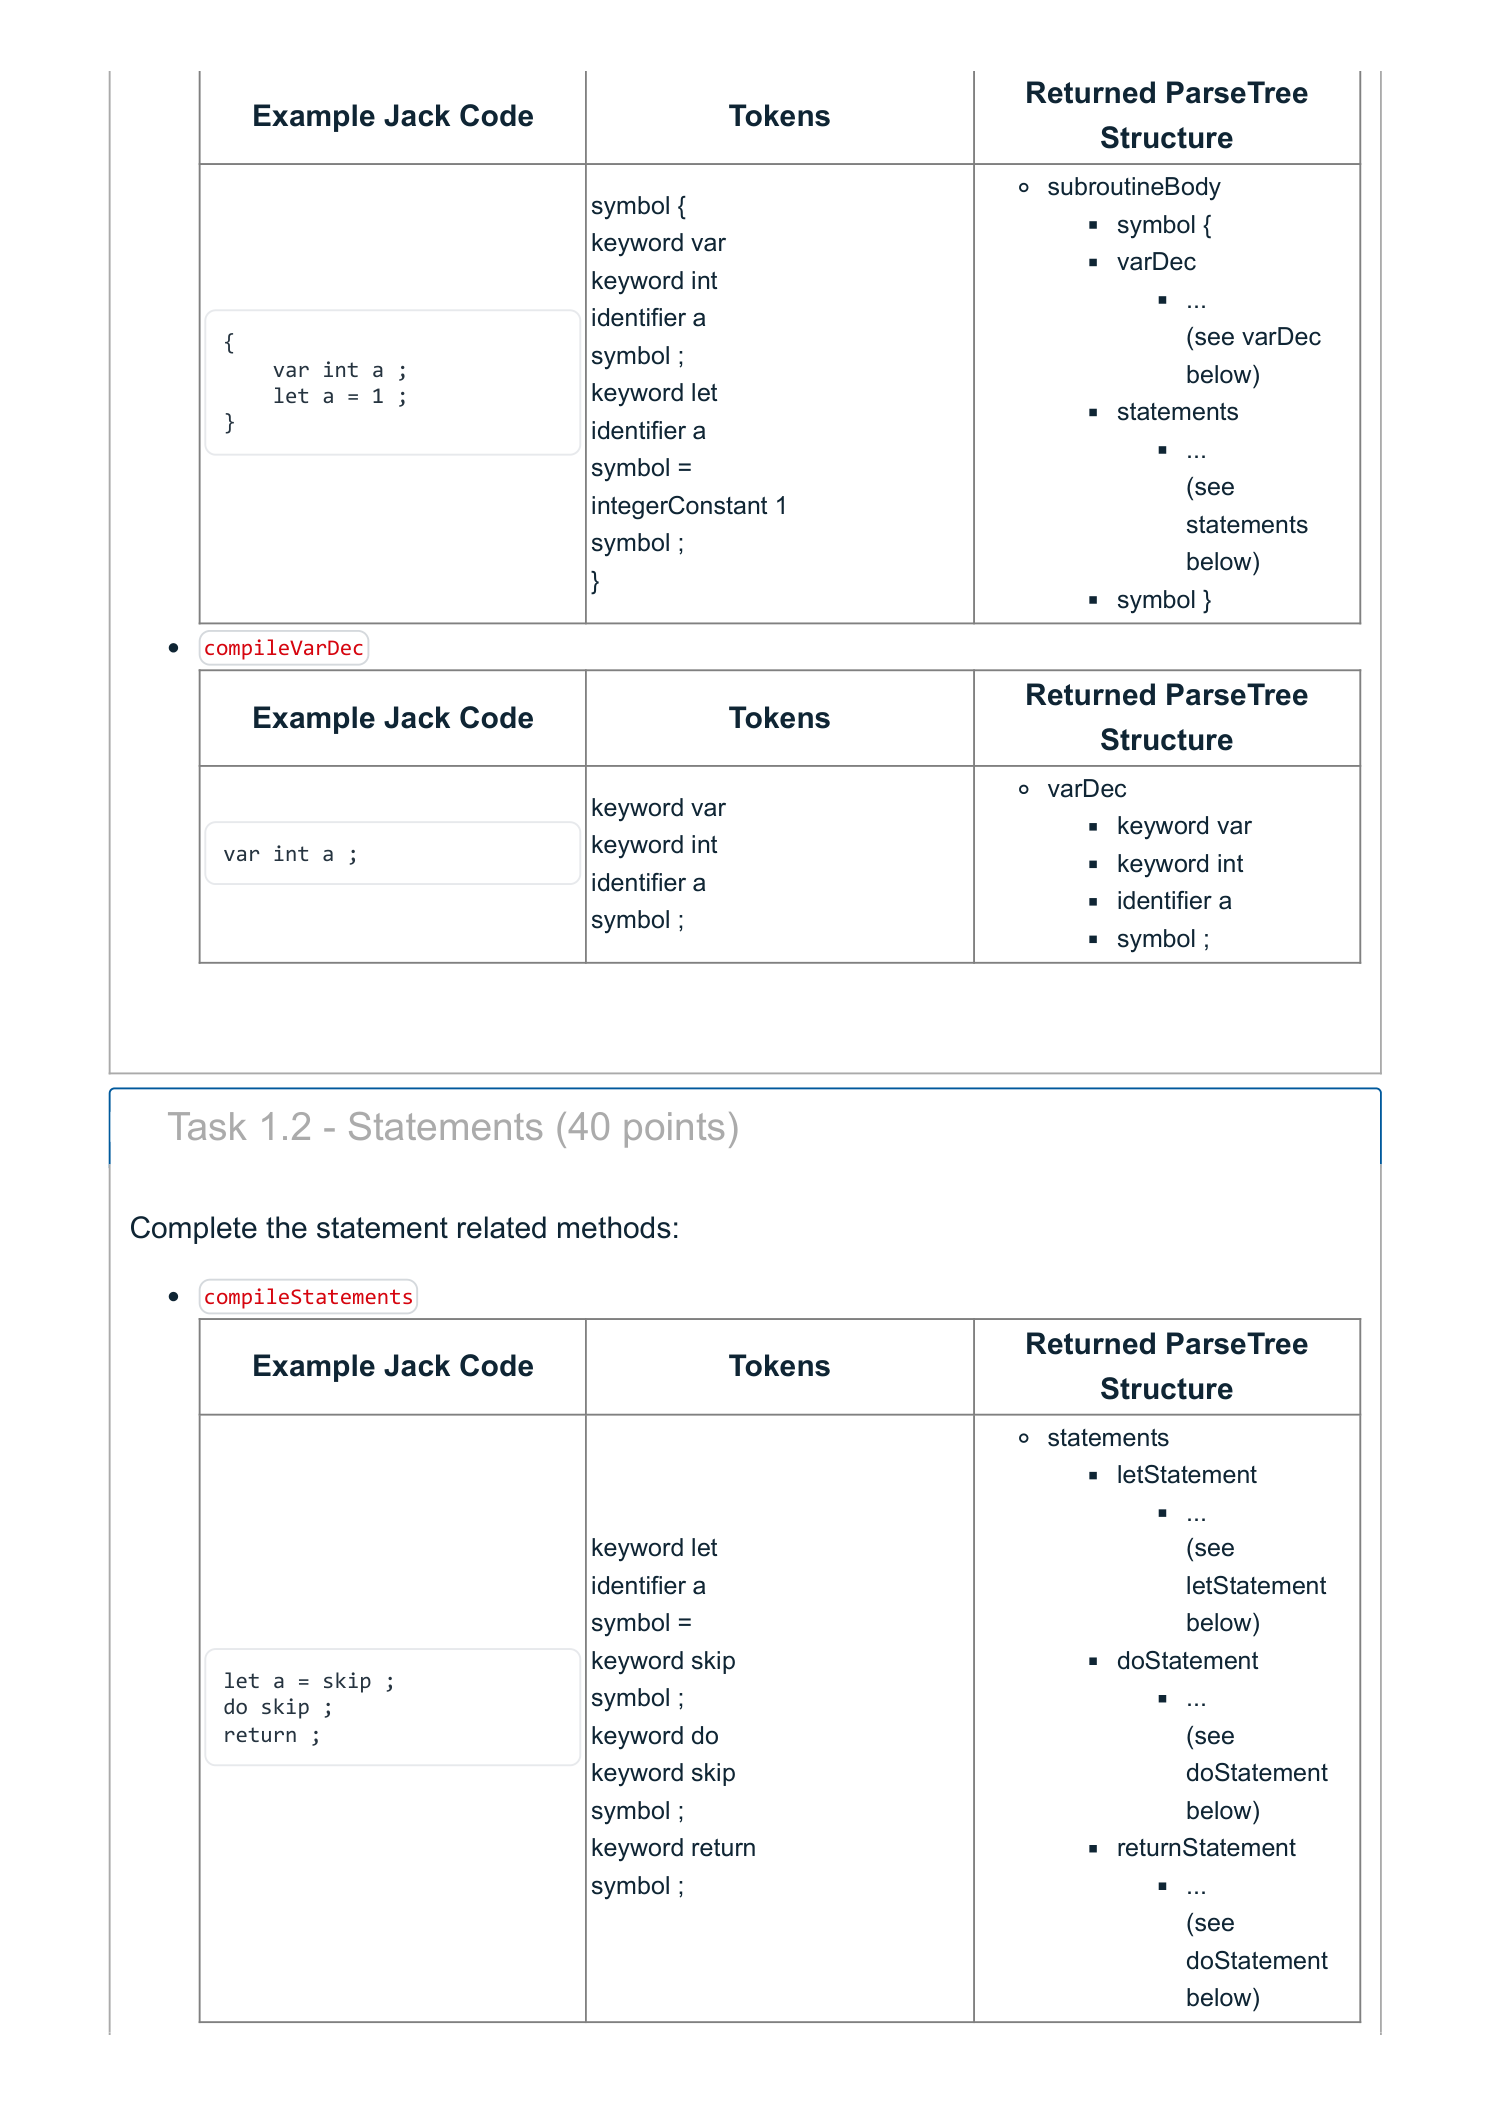 Example Jack Code
Tokens
Returned ParseTree
Structure
{
    var int a ;
    let a = 1 ;
}
symbol {
keyword var
keyword int
identifier a
symbol ;
keyword let
identifier a
symbol =
integerConstant 1
symbol ;
}
subroutineBody
symbol {
varDec
...
(see varDec
below)
statements
...
(see
statements
below)
symbol }
compileVarDec
Example Jack Code
Tokens
Returned ParseTree
Structure
var int a ;
keyword var
keyword int
identifier a
symbol ;
varDec
keyword var
keyword int
identifier a
symbol ;
Task 1.2 - Statements (40 points)
Complete the statement related methods:
compileStatements
Example Jack Code
Tokens
Returned ParseTree
Structure
let a = skip ;
do skip ;
return ;
keyword let
identifier a
symbol =
keyword skip
symbol ;
keyword do
keyword skip
symbol ;
keyword return
symbol ;
statements
letStatement
...
(see
letStatement
below)
doStatement
...
(see
doStatement
below)
returnStatement
...
(see
doStatement
below)